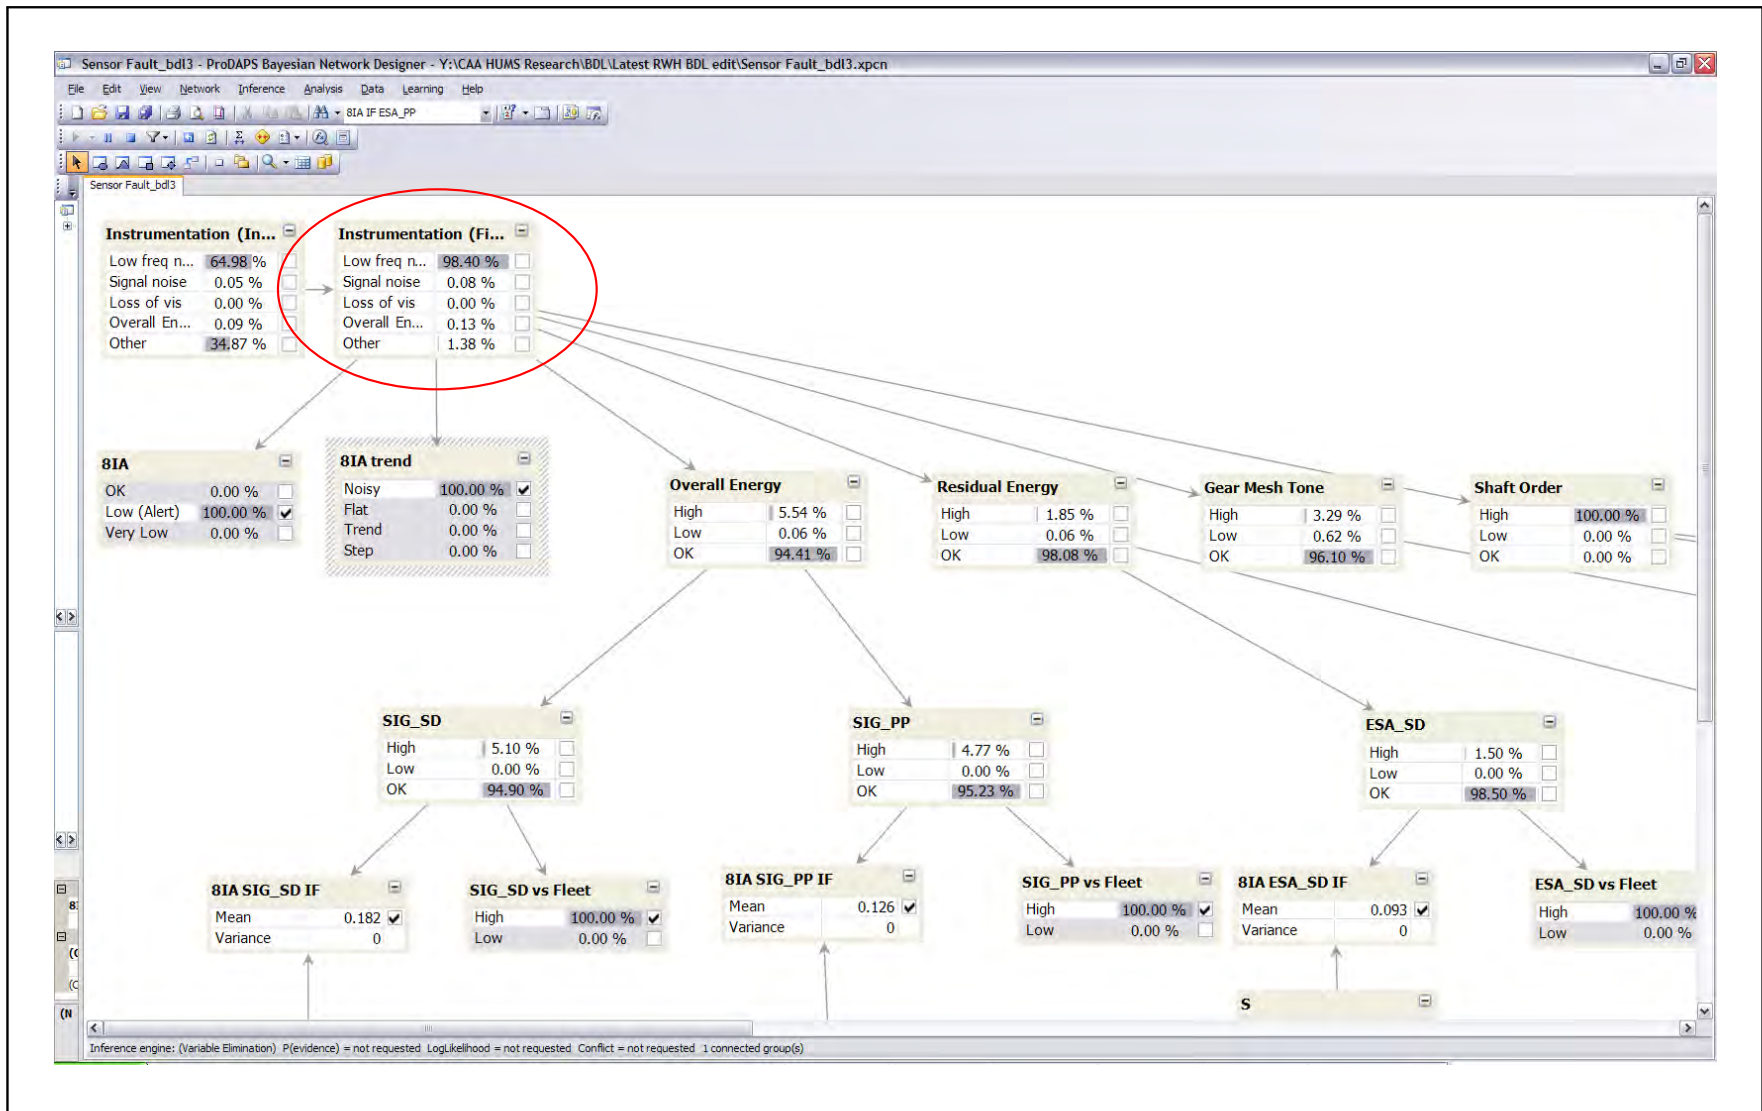 Sensor Fault_bdl3 - ProDAPS Bayesian Network Designer - Y:\CAA HUMS Research\BDL\Latest RWH BDL edit\Sensor Fault_bdl3.xpcn
File Edit View Network Inference Analysis Data Learning Help
8IA IF ESA_PP
Sensor Fault_bdl3
Instrumentation (In...
Low freq n... 64.98 %
Signal noise 0.05 %
Loss of vis 0.00 %
Overall En... 0.09 %
Other 34.87 %
Instrumentation (Fi...
Low freq n... 98.40 %
Signal noise 0.08 %
Loss of vis 0.00 %
Overall En... 0.13 %
Other 1.38 %
8IA
OK 0.00 %
Low (Alert) 100.00 %
Very Low 0.00 %
8IA trend
Noisy 100.00 %
Flat 0.00 %
Trend 0.00 %
Step 0.00 %
Overall Energy
High 5.54 %
Low 0.06 %
OK 94.41 %
Residual Energy
High 1.85 %
Low 0.06 %
OK 98.08 %
Gear Mesh Tone
High 3.29 %
Low 0.62 %
OK 96.10 %
Shaft Order
High 100.00 %
Low 0.00 %
OK 0.00 %
SIG_SD
High 5.10 %
Low 0.00 %
OK 94.90 %
SIG_PP
High 4.77 %
Low 0.00 %
OK 95.23 %
ESA_SD
High 1.50 %
Low 0.00 %
OK 98.50 %
8IA SIG_SD IF
Mean 0.182
Variance 0
SIG_SD vs Fleet
High 100.00 %
Low 0.00 %
8IA SIG_PP IF
Mean 0.126
Variance 0
SIG_PP vs Fleet
High 100.00 %
Low 0.00 %
8IA ESA_SD IF
Mean 0.093
Variance 0
ESA_SD vs Fleet
High 100.00 %
Low 0.00 %
S
8
(N
Inference engine: (Variable Elimination) P(evidence) = not requested LogLikelihood = not requested Conflict = not requested 1 connected group(s)